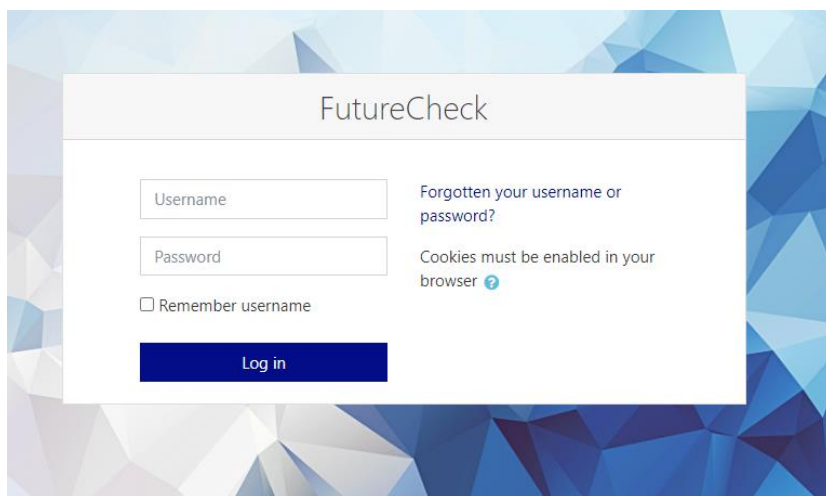 FutureCheck
Username
Password
Remember username
Log in
Forgotten your username or
password?
Cookies must be enabled in your
browser